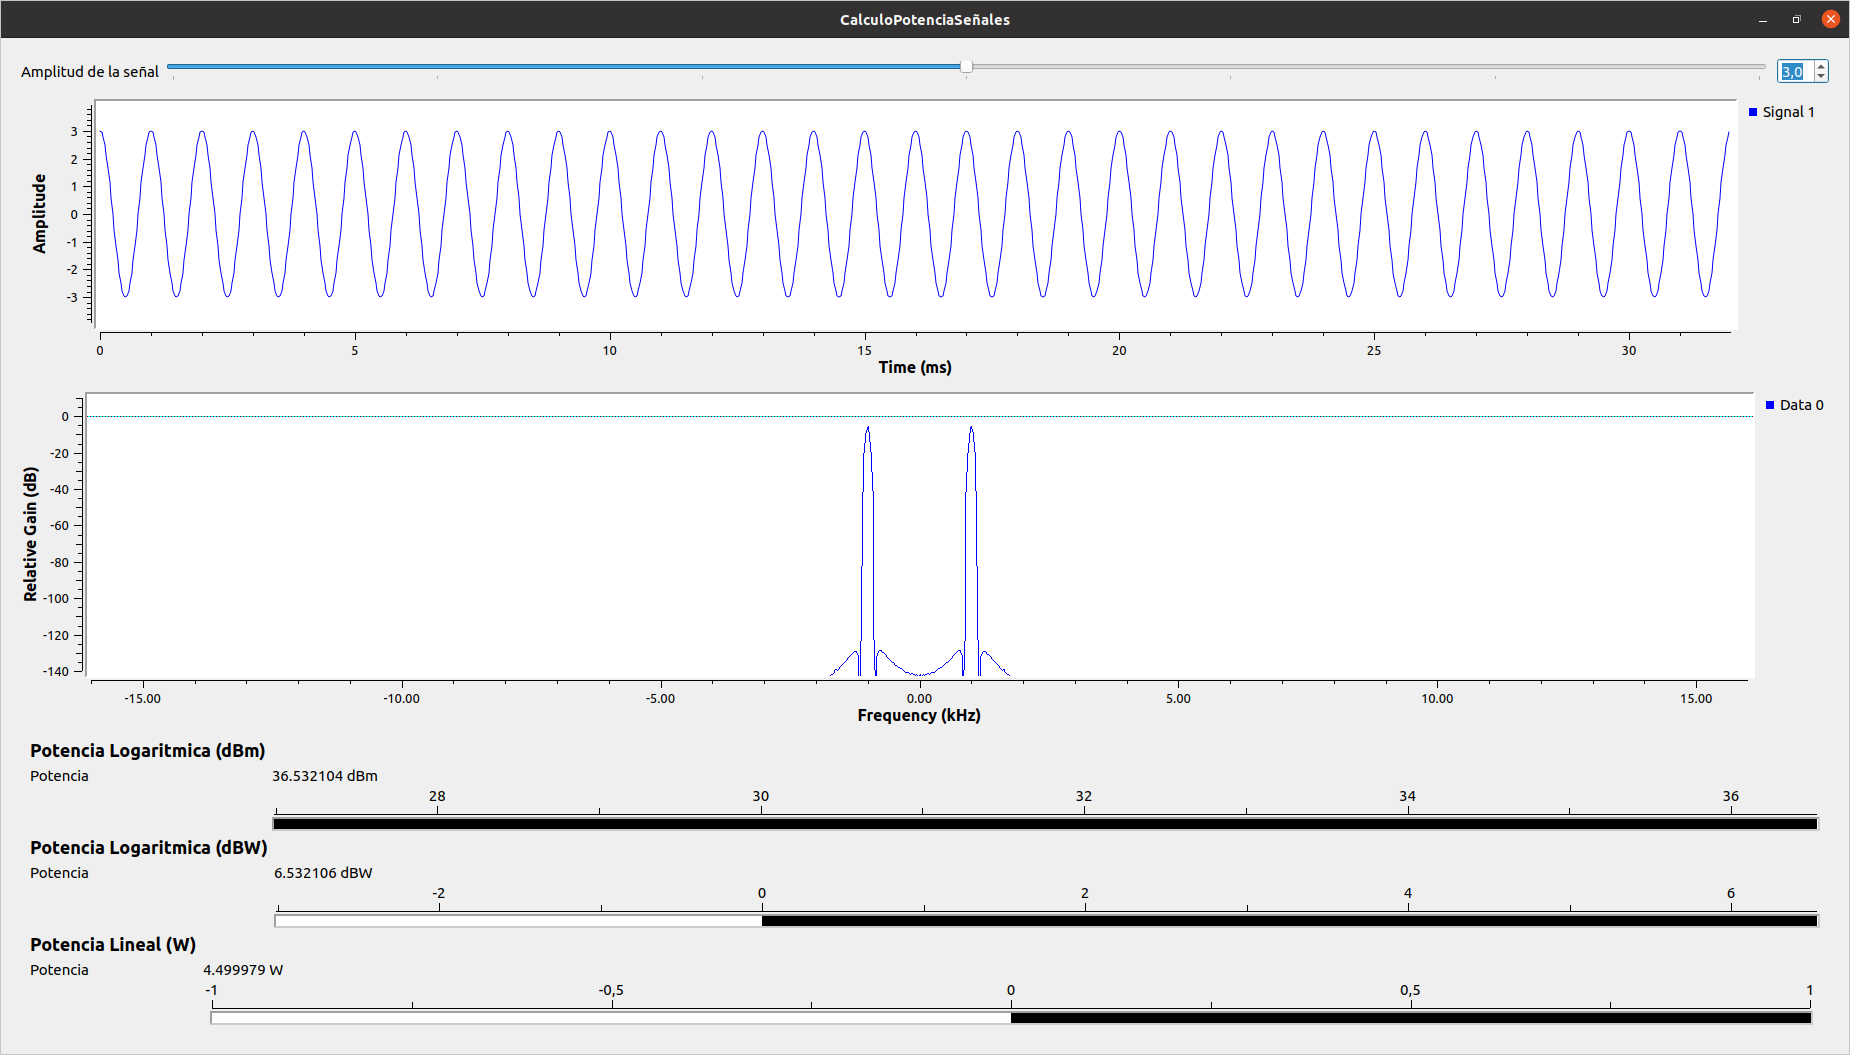 CalculoPotenciaSeñales
Amplitud de la señal
3,0
Signal 1
3
2
1
0
-1
-2
-3
Amplitude
0 5 10 15 20 25 30
Time (ms)
Data 0
0
-20
-40
-60
-80
-100
-120
-140
Relative Gain (dB)
-15.00 -10.00 -5.00 0.00 5.00 10.00 15.00
Frequency (kHz)
Potencia Logaritmica (dBm)
Potencia 36.532104 dBm
28 30 32 34 36
Potencia Logaritmica (dBW)
Potencia 6.532106 dBW
-2 0 2 4 6
Potencia Lineal (W)
Potencia 4.499979 W
-1 -0,5 0 0,5 1